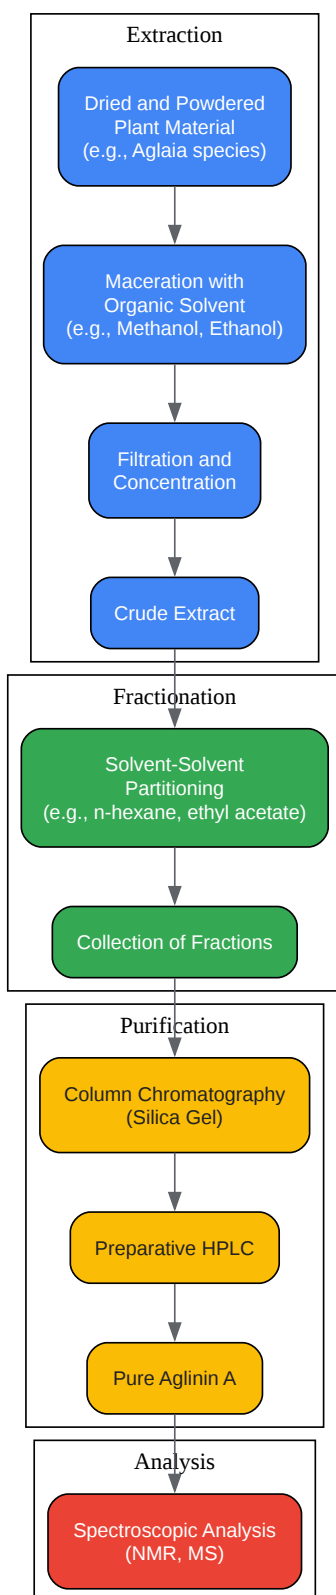 Extraction
Dried and Powdered
Plant Material
(e.g., Aglaia species)
Maceration with
Organic Solvent
(e.g., Methanol, Ethanol)
Filtration and
Concentration
Crude Extract
Fractionation
Solvent-Solvent
Partitioning
(e.g., n-hexane, ethyl acetate)
Collection of Fractions
Purification
Column Chromatography
(Silica Gel)
Preparative HPLC
Pure Aglinin A
Analysis
Spectroscopic Analysis
(NMR, MS)